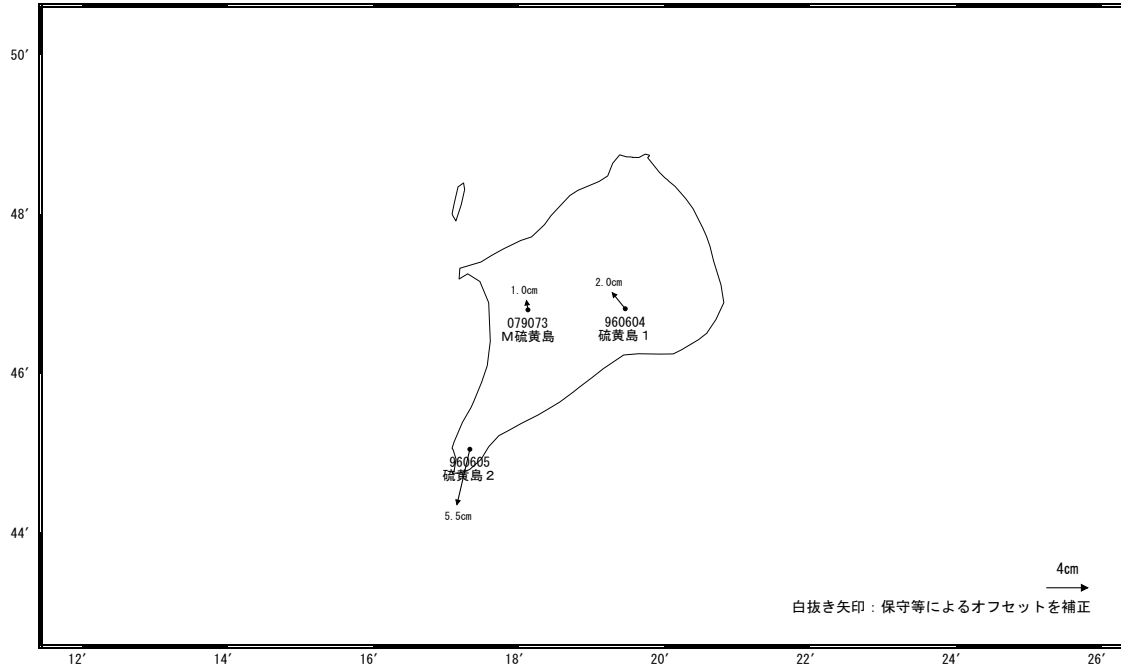 50′
48′
1.0cm
2.0cm
079073
M硫黄島
960604
硫黄島１
46′
960605
硫黄島２
5.5cm
44′
4cm
白抜き矢印：保守等によるオフセットを補正
12′
14′
16′
18′
20′
22′
24′
26′